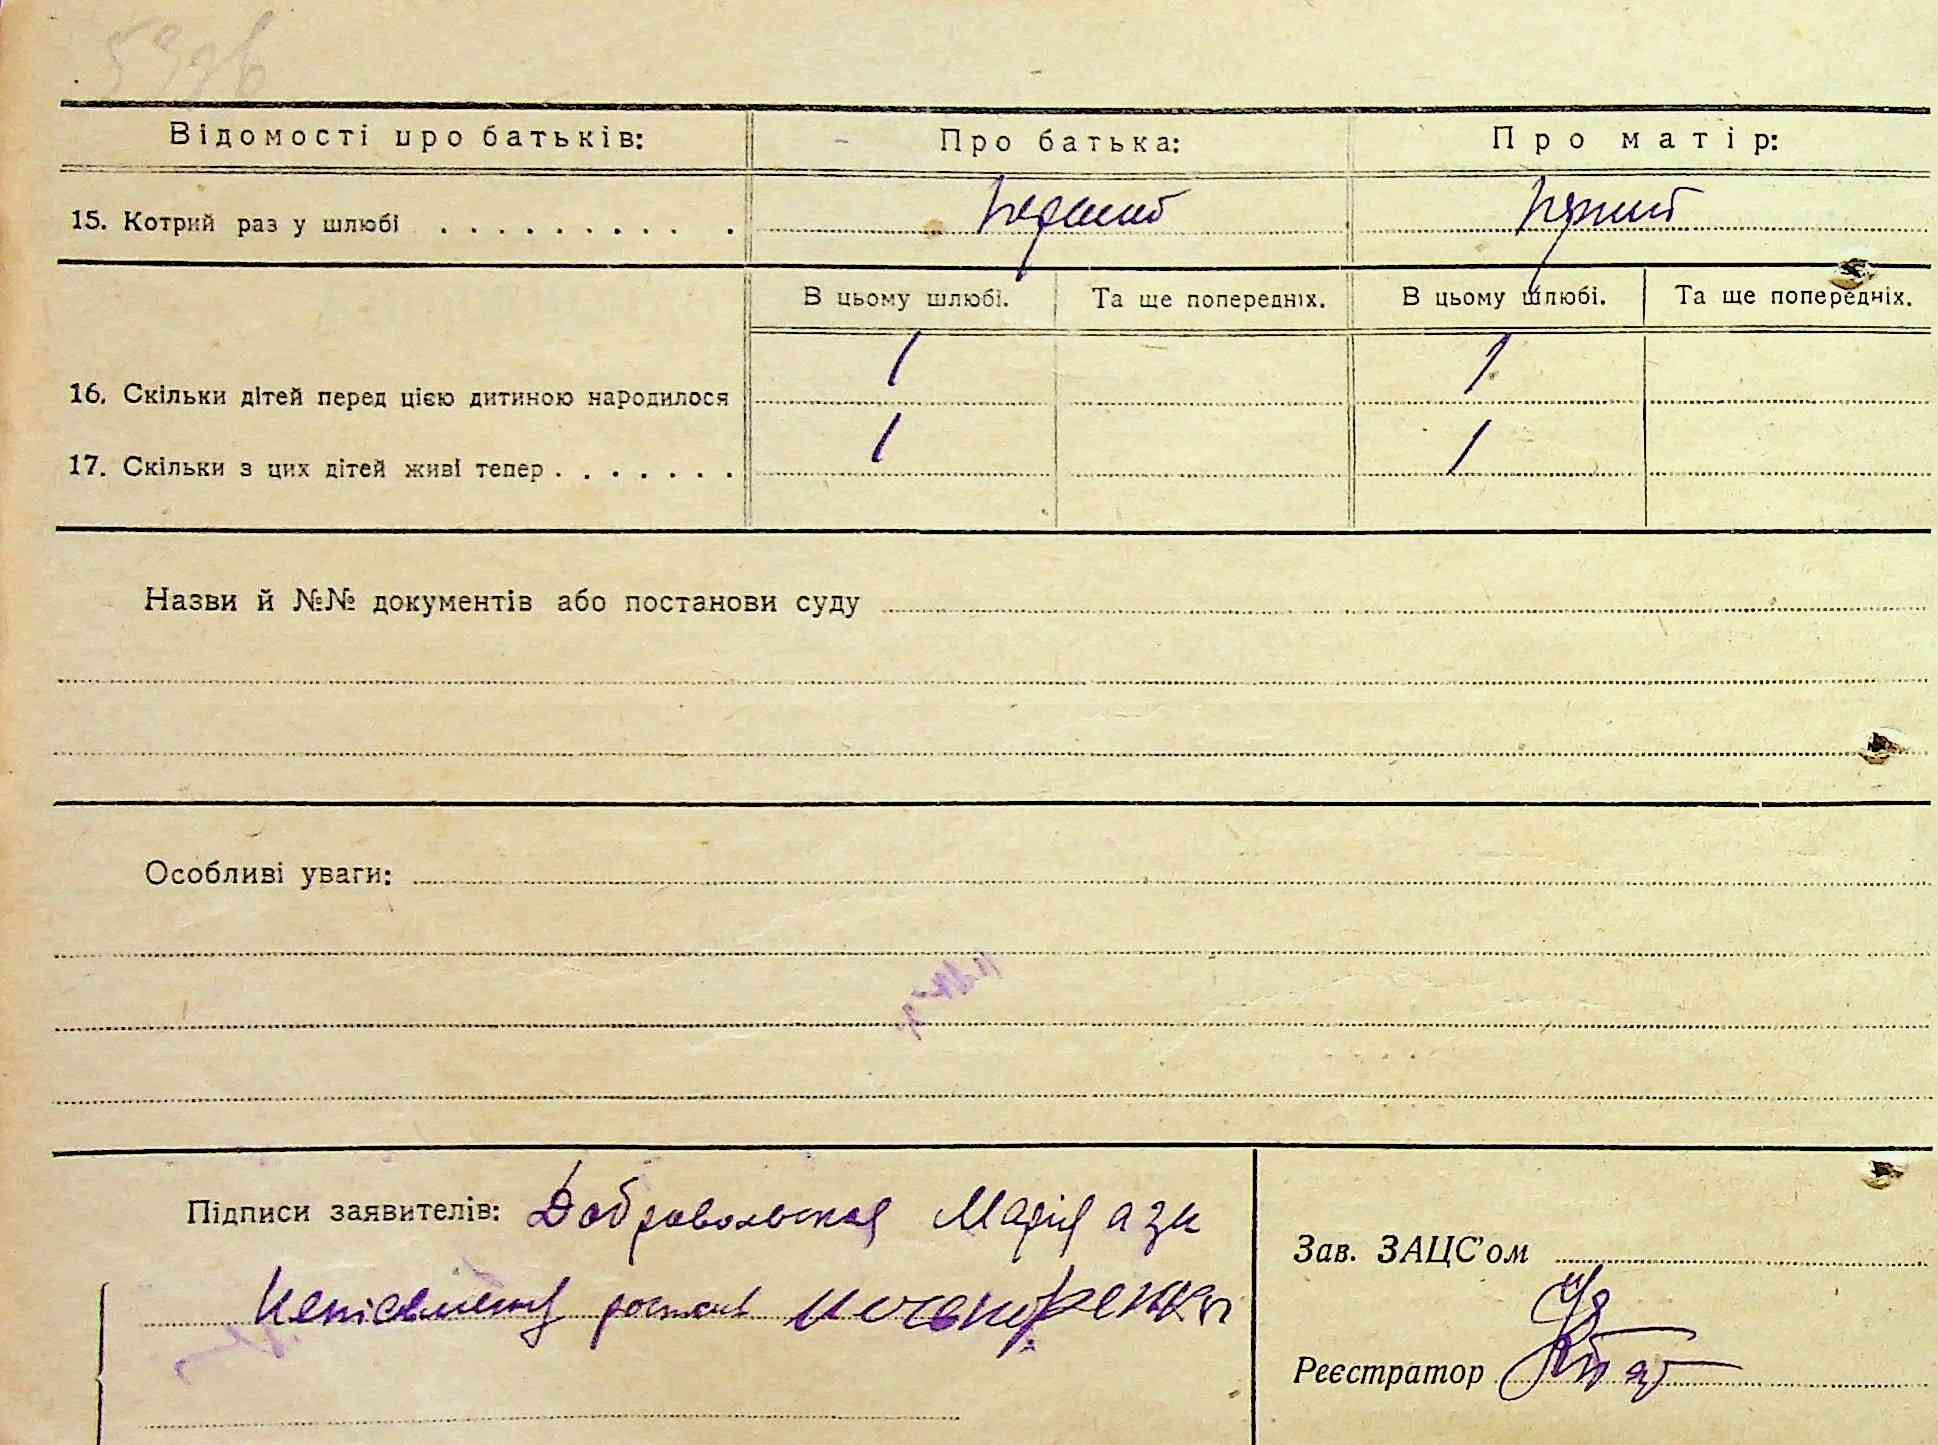 Відомості про батьків: Про батька: Про матір:
15. Котрий раз у шлюбі . . . . . . . . . . . Перший Перший
В цьому шлюбі. Та ще попередніх. В цьому шлюбі. Та ще попередніх.
16. Скільки дітей перед цією дитиною народилося 1 1
17. Скільки з цих дітей живі тепер . . . . . . . 1 1
Назви й №№ документів або постанови суду
Особливі уваги:
Підписи заявителів: Добровольская Марія а за
Зав. ЗАЦС'ом
Реєстратор